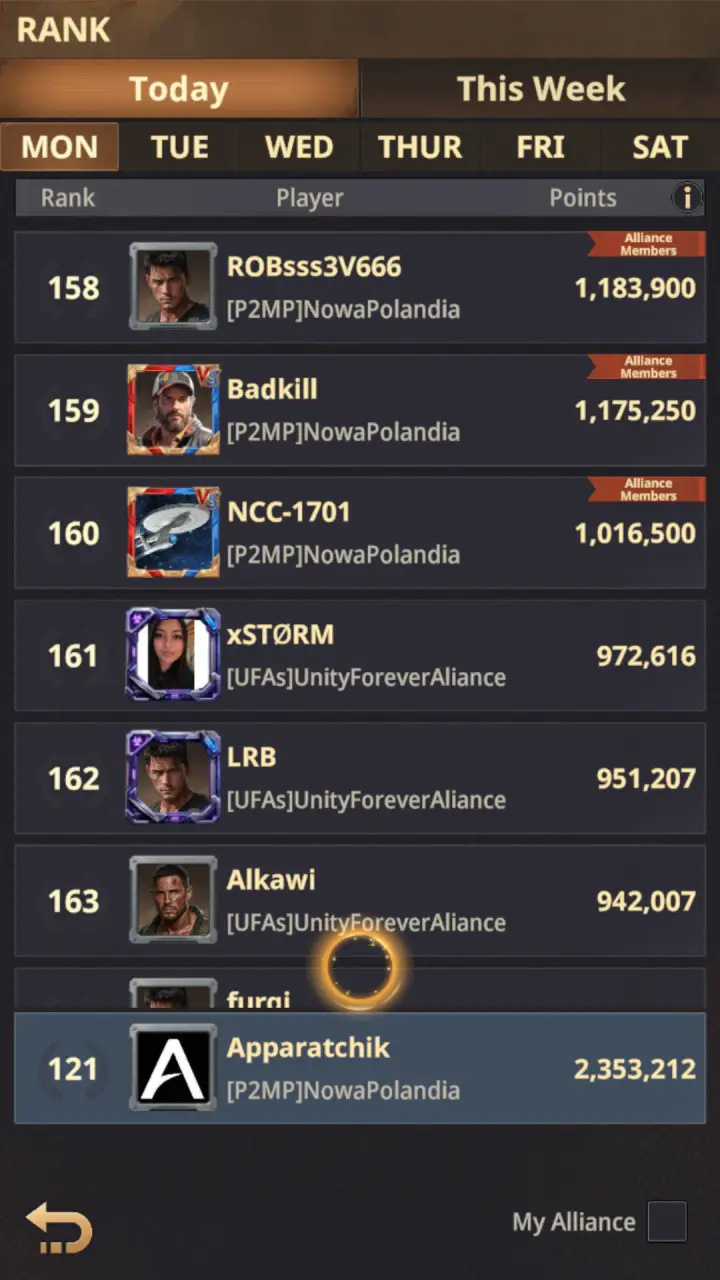 RANK
Today
This Week
MON
TUE
WED
THUR
FRI
SAT
Rank
Player
Points
i
Alliance
Members
158
ROBsss3V666
1,183,900
[P2MP]NowaPolandia
Alliance
Members
159
VS
Badkill
1,175,250
[P2MP]NowaPolandia
Alliance
Members
160
VS
NCC-1701
1,016,500
[P2MP]NowaPolandia
161
xSTØRM
972,616
[UFAs]UnityForeverAliance
162
LRB
951,207
[UFAs]UnityForeverAliance
163
Alkawi
942,007
[UFAs]UnityForeverAliance
121
A
Apparatchik
2,353,212
[P2MP]NowaPolandia
My Alliance